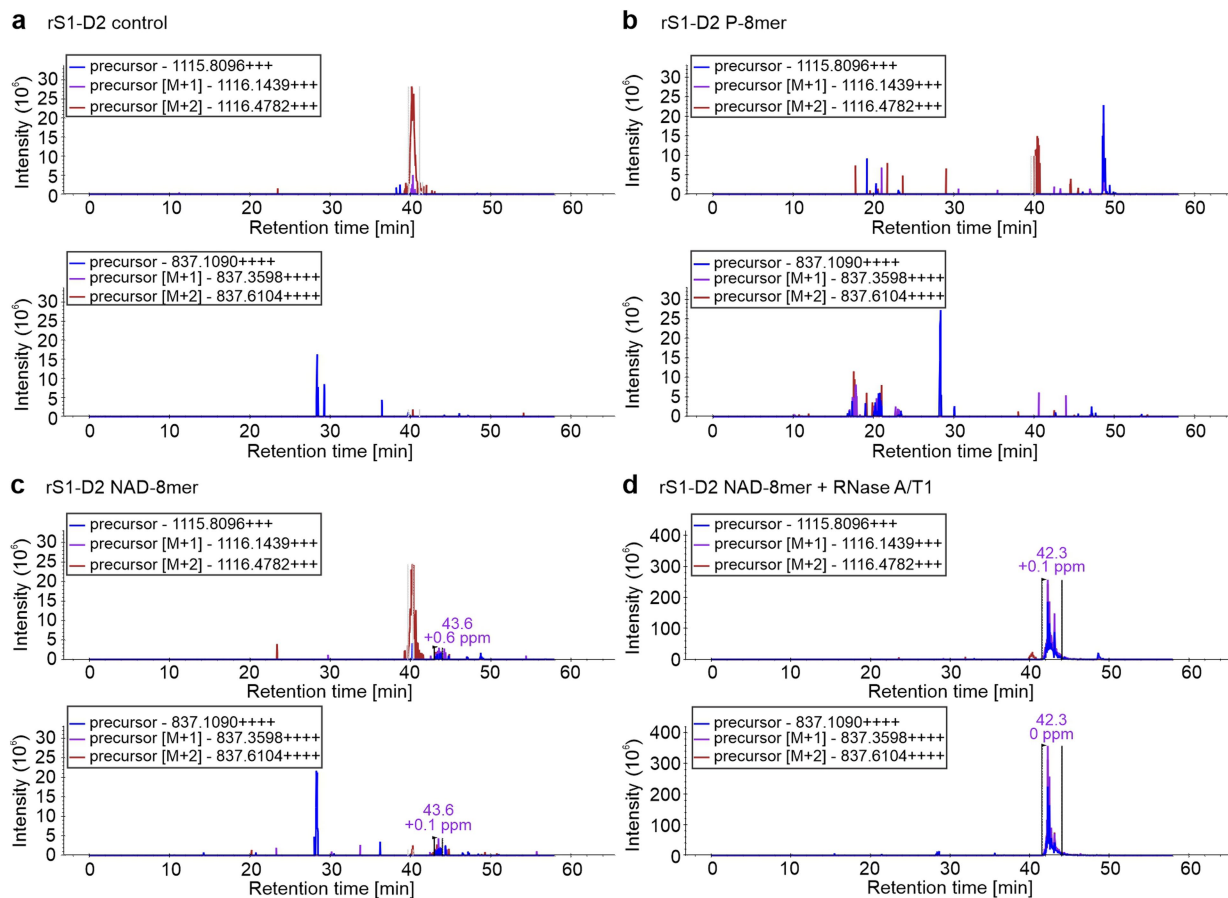 a rS1-D2 control
precursor - 1115.8096+++
precursor [M+1] - 1116.1439+++
precursor [M+2] - 1116.4782+++
Intensity (10⁶)
30
25
20
15
10
5
0
0 10 20 30 40 50 60
Retention time [min]
precursor - 837.1090++++
precursor [M+1] - 837.3598++++
precursor [M+2] - 837.6104++++
Intensity (10⁶)
30
25
20
15
10
5
0
0 10 20 30 40 50 60
Retention time [min]
b rS1-D2 P-8mer
precursor - 1115.8096+++
precursor [M+1] - 1116.1439+++
precursor [M+2] - 1116.4782+++
Intensity (10⁶)
30
25
20
15
10
5
0
0 10 20 30 40 50 60
Retention time [min]
precursor - 837.1090++++
precursor [M+1] - 837.3598++++
precursor [M+2] - 837.6104++++
Intensity (10⁶)
30
25
20
15
10
5
0
0 10 20 30 40 50 60
Retention time [min]
c rS1-D2 NAD-8mer
precursor - 1115.8096+++
precursor [M+1] - 1116.1439+++
precursor [M+2] - 1116.4782+++
Intensity (10⁶)
30
25
20
15
10
5
0
43.6
+0.6 ppm
0 10 20 30 40 50 60
Retention time [min]
precursor - 837.1090++++
precursor [M+1] - 837.3598++++
precursor [M+2] - 837.6104++++
Intensity (10⁶)
30
25
20
15
10
5
0
43.6
+0.1 ppm
0 10 20 30 40 50 60
Retention time [min]
d rS1-D2 NAD-8mer + RNase A/T1
precursor - 1115.8096+++
precursor [M+1] - 1116.1439+++
precursor [M+2] - 1116.4782+++
Intensity (10⁶)
400
300
200
100
0
42.3
+0.1 ppm
0 10 20 30 40 50 60
Retention time [min]
precursor - 837.1090++++
precursor [M+1] - 837.3598++++
precursor [M+2] - 837.6104++++
Intensity (10⁶)
400
300
200
100
0
42.3
0 ppm
0 10 20 30 40 50 60
Retention time [min]